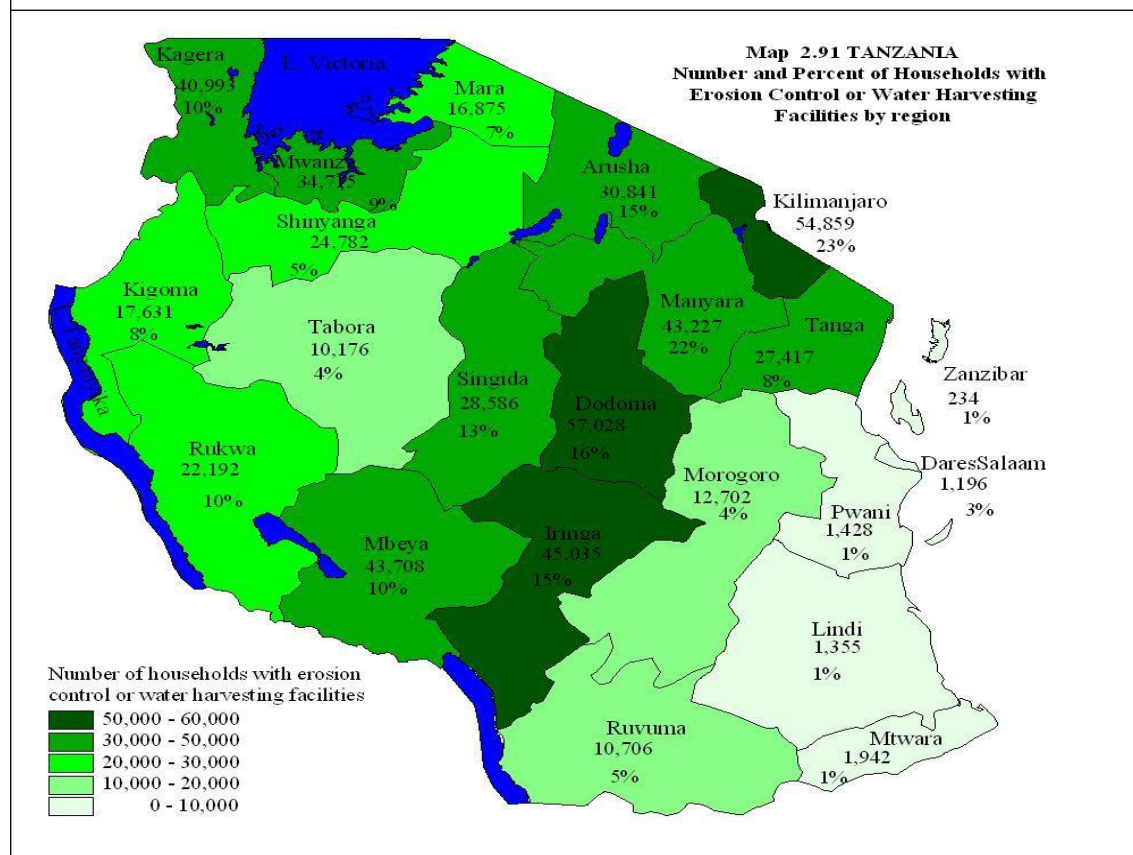 Map 2.91 TANZANIA
Number and Percent of Households with
Erosion Control or Water Harvesting
Facilities by region
Kagera
40,993
10%
L. Victoria
Mara
16,875
7%
Mwanza
34,715
9%
Arusha
30,841
15%
Kilimanjaro
54,859
23%
Shinyanga
24,782
5%
Kigoma
17,631
8%
Tabora
10,176
4%
Manyara
43,227
22%
Tanga
27,417
8%
Singida
28,586
13%
Dodoma
57,028
16%
Zanzibar
234
1%
Tanganyika
Rukwa
22,192
10%
Morogoro
12,702
4%
DaresSalaam
1,196
3%
Pwani
1,428
1%
Mbeya
43,708
10%
Iringa
45,035
15%
Lindi
1,355
1%
Ruvuma
10,706
5%
Mtwara
1,942
1%
Number of households with erosion
control or water harvesting facilities
50,000 - 60,000
30,000 - 50,000
20,000 - 30,000
10,000 - 20,000
0 - 10,000